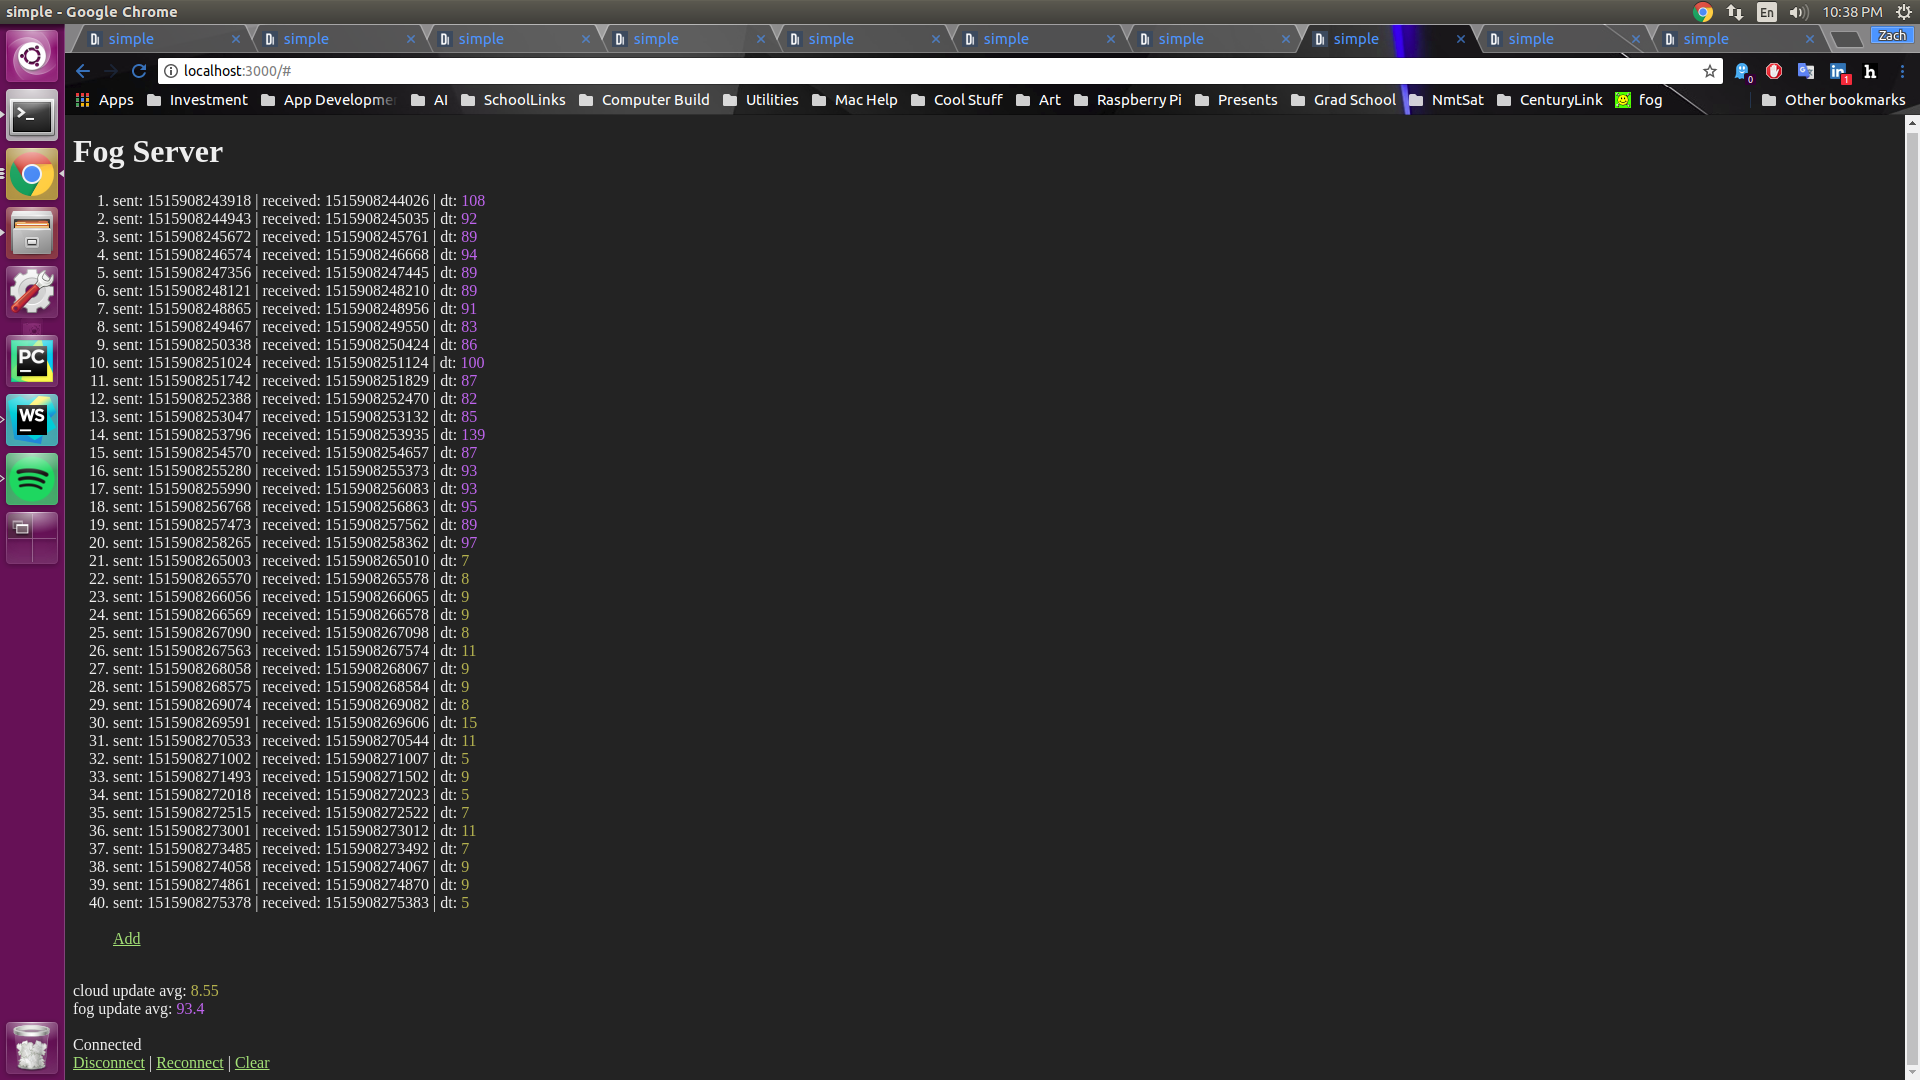 simple - Google Chrome
En
10:38 PM
simple
simple
simple
simple
simple
simple
simple
simple
simple
simple
Zach
localhost:3000/#
0
1
h
Apps
Investment
App Developme
AI
SchoolLinks
Computer Build
Utilities
Mac Help
Cool Stuff
Art
Raspberry Pi
Presents
Grad School
NmtSat
CenturyLink
fog
Other bookmarks
PC
WS
Fog Server
1. sent: 1515908243918 | received: 1515908244026 | dt: 108
2. sent: 1515908244943 | received: 1515908245035 | dt: 92
3. sent: 1515908245672 | received: 1515908245761 | dt: 89
4. sent: 1515908246574 | received: 1515908246668 | dt: 94
5. sent: 1515908247356 | received: 1515908247445 | dt: 89
6. sent: 1515908248121 | received: 1515908248210 | dt: 89
7. sent: 1515908248865 | received: 1515908248956 | dt: 91
8. sent: 1515908249467 | received: 1515908249550 | dt: 83
9. sent: 1515908250338 | received: 1515908250424 | dt: 86
10. sent: 1515908251024 | received: 1515908251124 | dt: 100
11. sent: 1515908251742 | received: 1515908251829 | dt: 87
12. sent: 1515908252388 | received: 1515908252470 | dt: 82
13. sent: 1515908253047 | received: 1515908253132 | dt: 85
14. sent: 1515908253796 | received: 1515908253935 | dt: 139
15. sent: 1515908254570 | received: 1515908254657 | dt: 87
16. sent: 1515908255280 | received: 1515908255373 | dt: 93
17. sent: 1515908255990 | received: 1515908256083 | dt: 93
18. sent: 1515908256768 | received: 1515908256863 | dt: 95
19. sent: 1515908257473 | received: 1515908257562 | dt: 89
20. sent: 1515908258265 | received: 1515908258362 | dt: 97
21. sent: 1515908265003 | received: 1515908265010 | dt: 7
22. sent: 1515908265570 | received: 1515908265578 | dt: 8
23. sent: 1515908266056 | received: 1515908266065 | dt: 9
24. sent: 1515908266569 | received: 1515908266578 | dt: 9
25. sent: 1515908267090 | received: 1515908267098 | dt: 8
26. sent: 1515908267563 | received: 1515908267574 | dt: 11
27. sent: 1515908268058 | received: 1515908268067 | dt: 9
28. sent: 1515908268575 | received: 1515908268584 | dt: 9
29. sent: 1515908269074 | received: 1515908269082 | dt: 8
30. sent: 1515908269591 | received: 1515908269606 | dt: 15
31. sent: 1515908270533 | received: 1515908270544 | dt: 11
32. sent: 1515908271002 | received: 1515908271007 | dt: 5
33. sent: 1515908271493 | received: 1515908271502 | dt: 9
34. sent: 1515908272018 | received: 1515908272023 | dt: 5
35. sent: 1515908272515 | received: 1515908272522 | dt: 7
36. sent: 1515908273001 | received: 1515908273012 | dt: 11
37. sent: 1515908273485 | received: 1515908273492 | dt: 7
38. sent: 1515908274058 | received: 1515908274067 | dt: 9
39. sent: 1515908274861 | received: 1515908274870 | dt: 9
40. sent: 1515908275378 | received: 1515908275383 | dt: 5
Add
cloud update avg: 8.55
fog update avg: 93.4
Connected
Disconnect | Reconnect | Clear